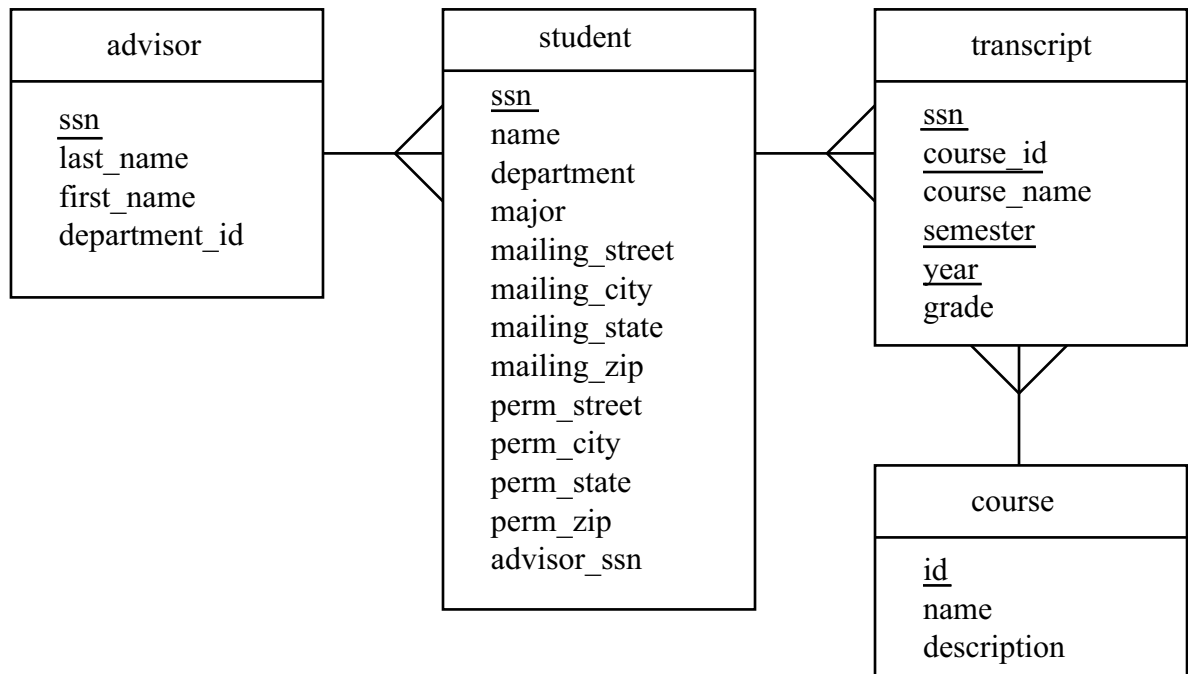 advisor
ssn
last_name
first_name
department_id
student
ssn
name
department
major
mailing_street
mailing_city
mailing_state
mailing_zip
perm_street
perm_city
perm_state
perm_zip
advisor_ssn
transcript
ssn
course_id
course_name
semester
year
grade
course
id
name
description